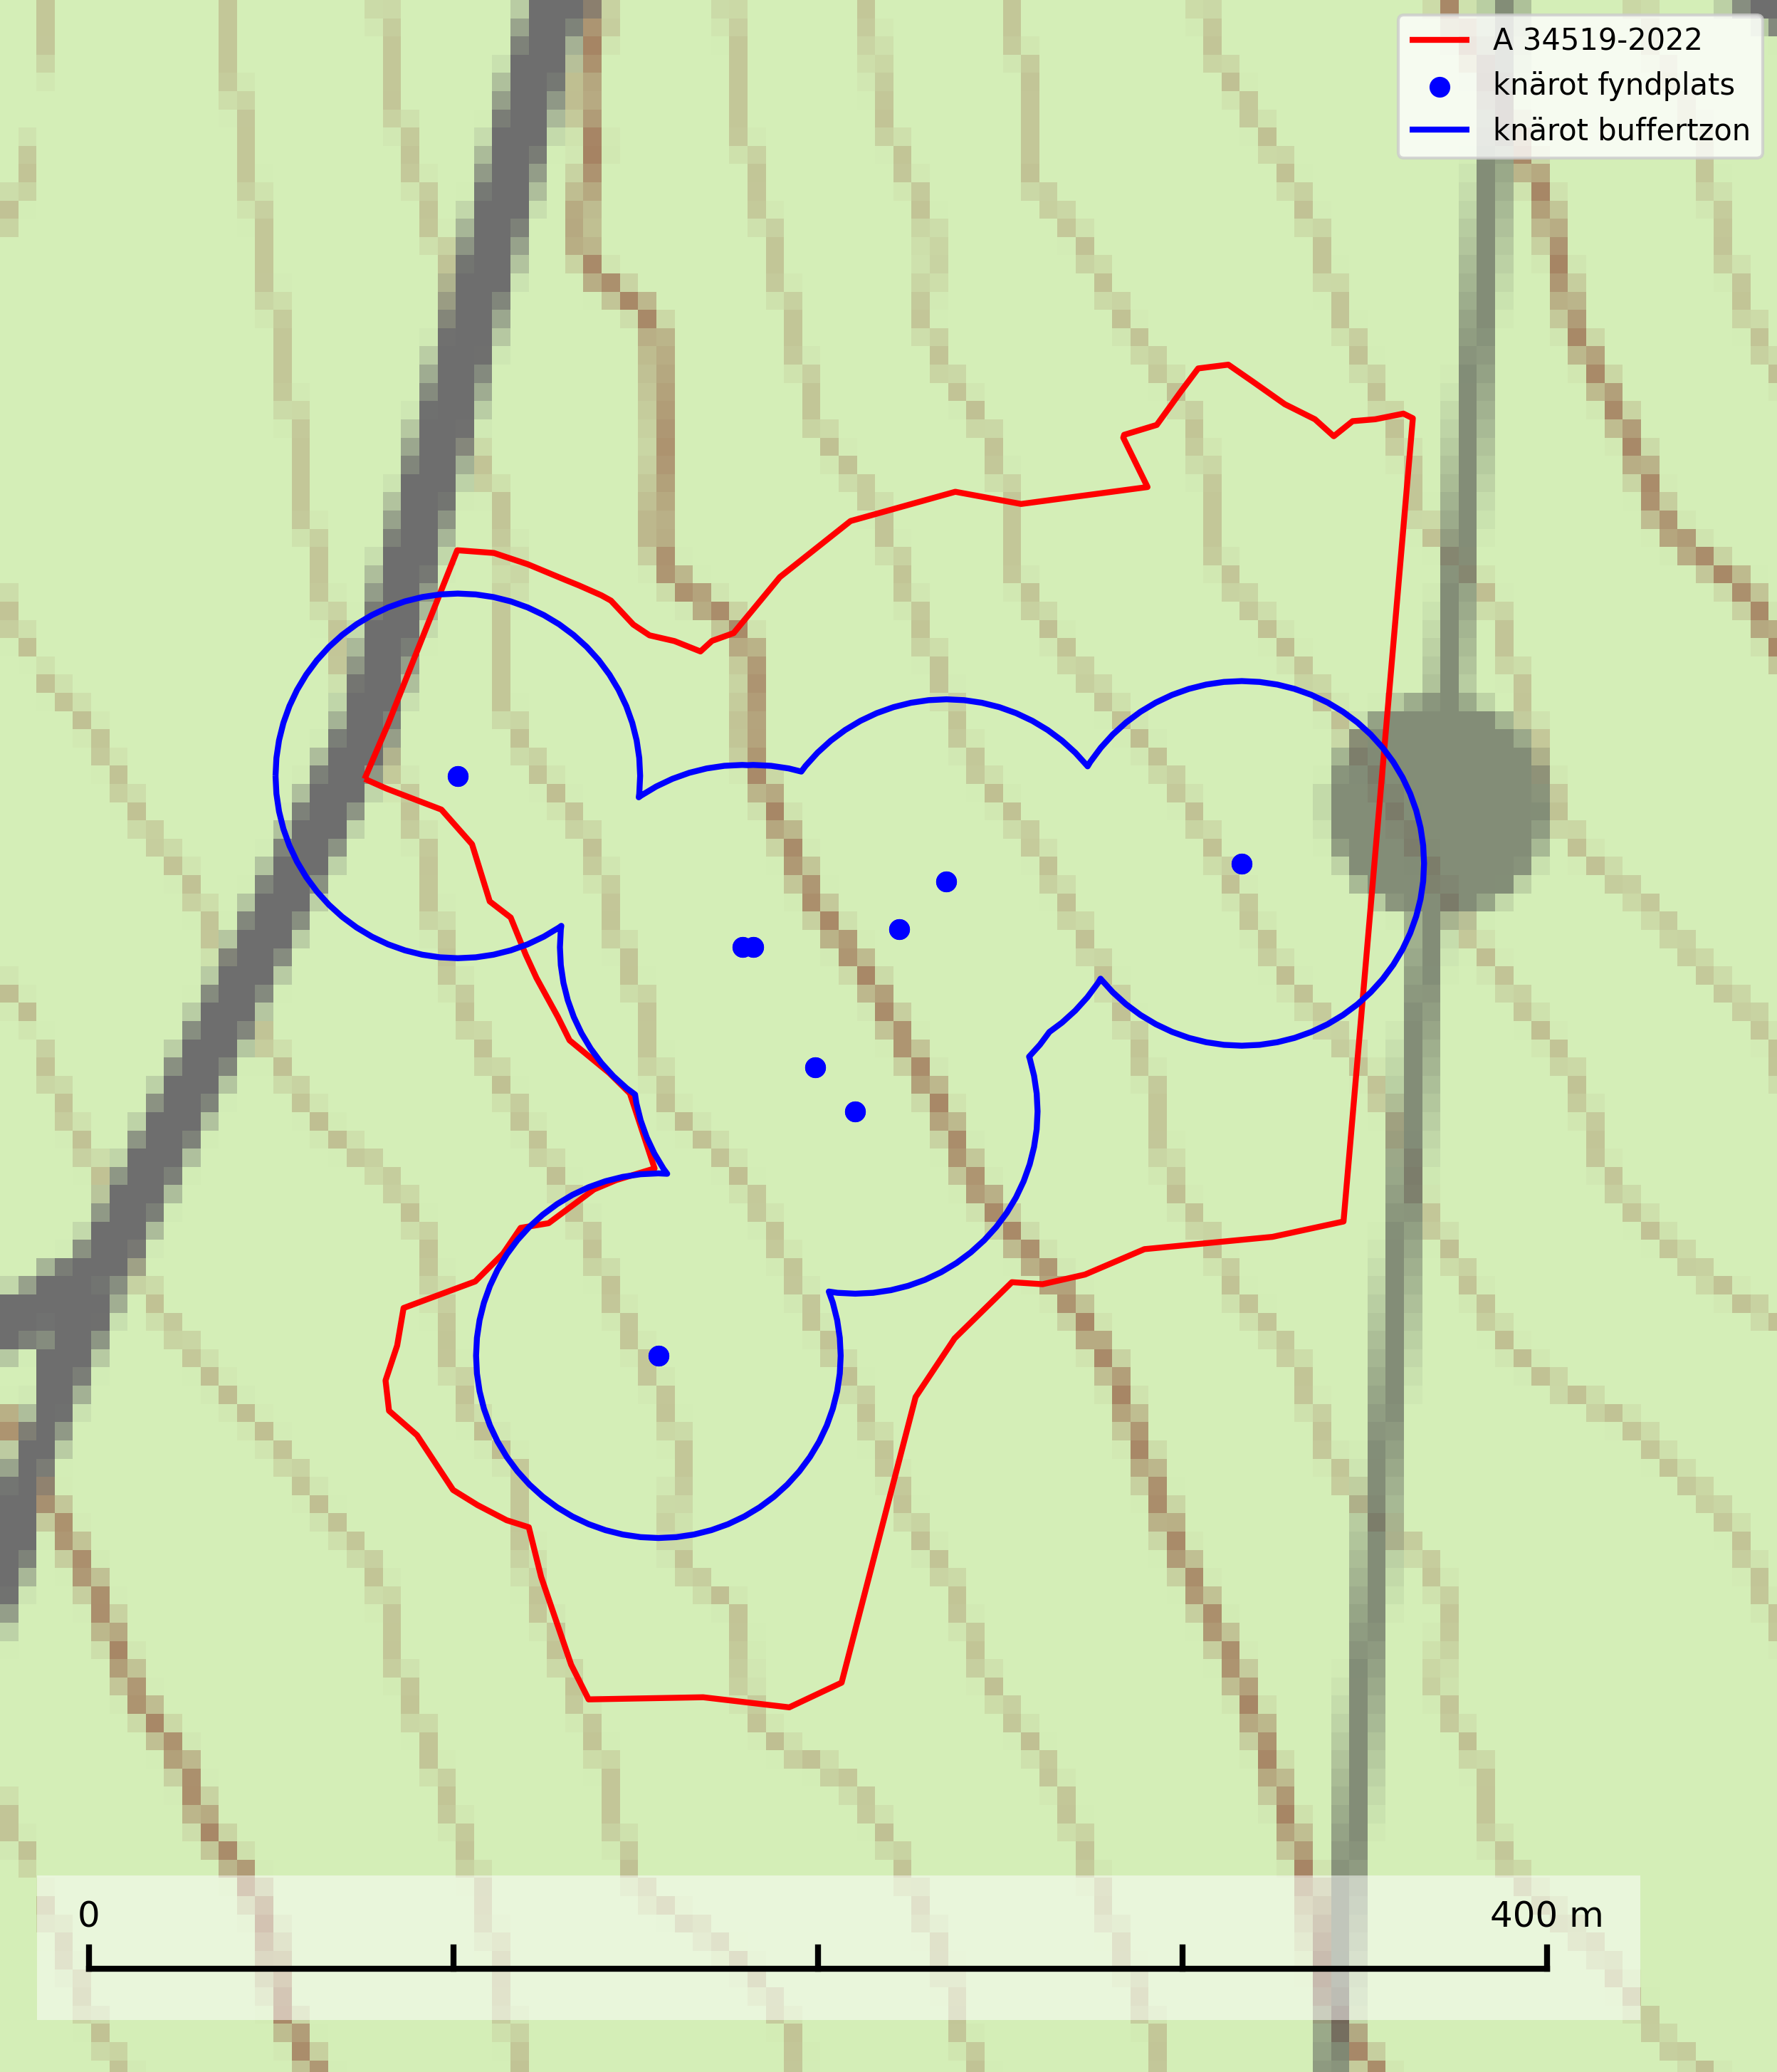 A 34519-2022
knärot fyndplats
knärot buffertzon
0
400 m